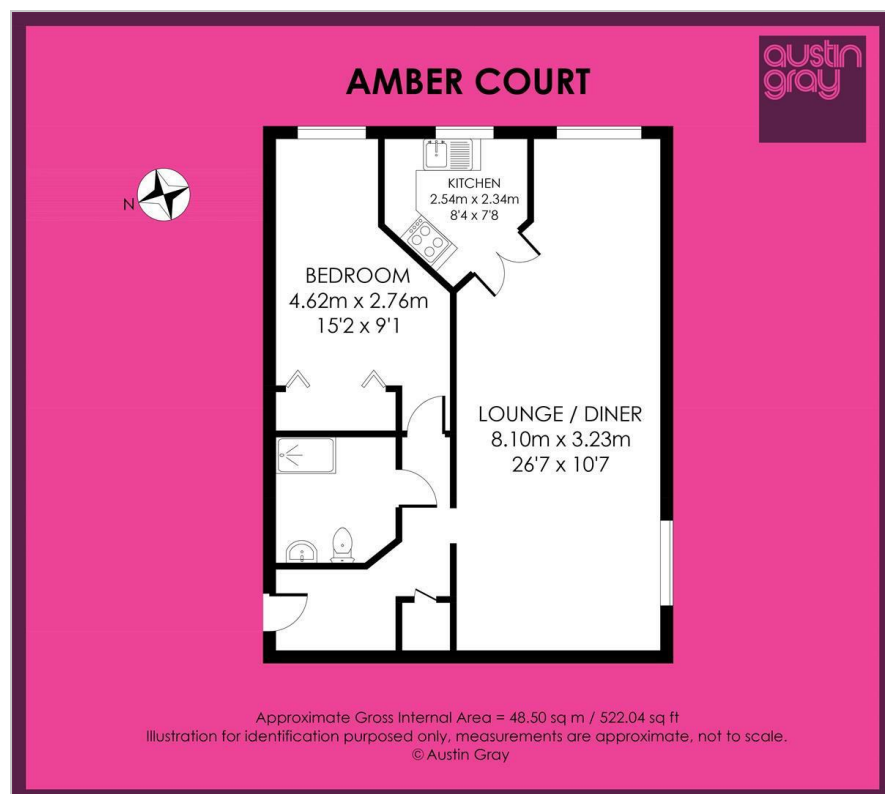 austin
gray
AMBER COURT
N
KITCHEN
2.54m x 2.34m
8'4 x 7'8
BEDROOM
4.62m x 2.76m
15'2 x 9'1
LOUNGE / DINER
8.10m x 3.23m
26'7 x 10'7
Approximate Gross Internal Area = 48.50 sq m / 522.04 sq ft
Illustration for identification purposed only, measurements are approximate, not to scale.
© Austin Gray